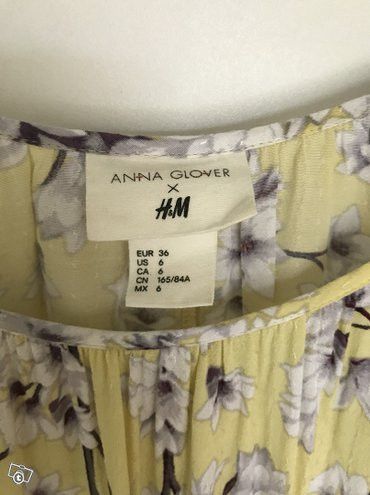 ANNA GLOVER
X
H&M
EUR 36
US 6
CA 6
CN 165/84A
MX 6